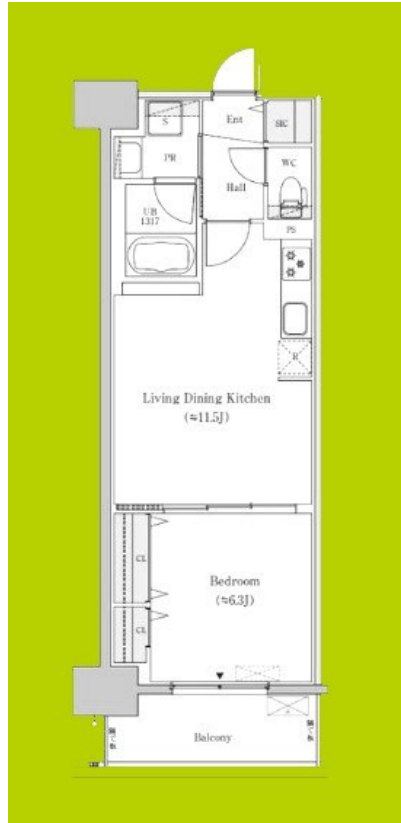 S
Ent
SIC
PR
WC
Hall
UB
1317
PS
R
Living Dining Kitchen
(≒11.5J)
CL
Bedroom
(≒6.3J)
CL
Balcony